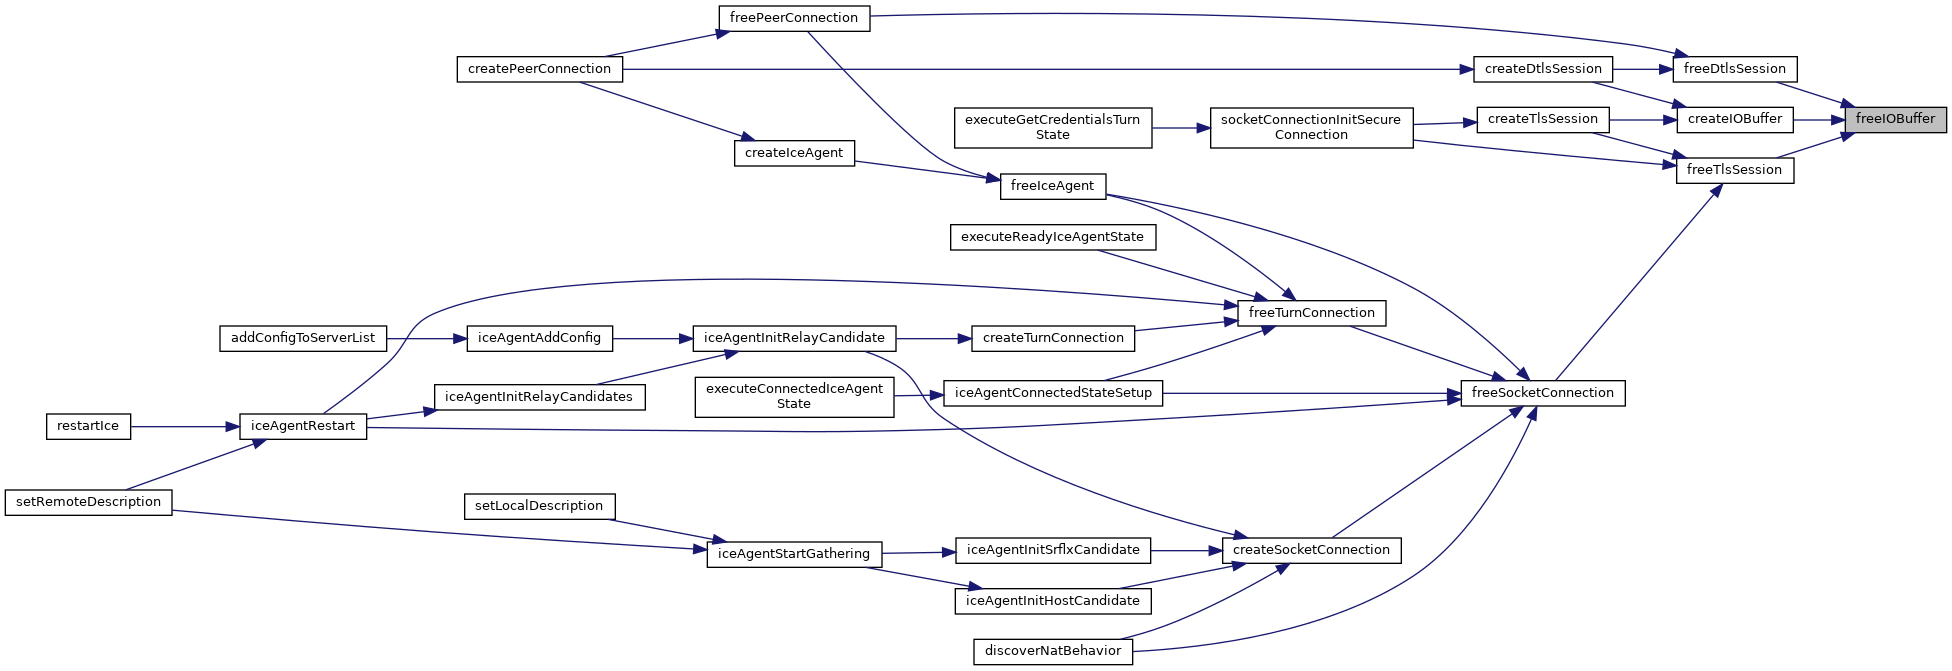 freePeerConnection
createPeerConnection
createDtlsSession
freeDtlsSession
executeGetCredentialsTurn
State
socketConnectionInitSecure
Connection
createTlsSession
createIOBuffer
freeIOBuffer
createIceAgent
freeTlsSession
freeIceAgent
executeReadyIceAgentState
freeTurnConnection
addConfigToServerList
iceAgentAddConfig
iceAgentInitRelayCandidate
createTurnConnection
iceAgentInitRelayCandidates
executeConnectedIceAgent
State
iceAgentConnectedStateSetup
freeSocketConnection
restartIce
iceAgentRestart
setRemoteDescription
setLocalDescription
iceAgentStartGathering
iceAgentInitSrflxCandidate
createSocketConnection
iceAgentInitHostCandidate
discoverNatBehavior